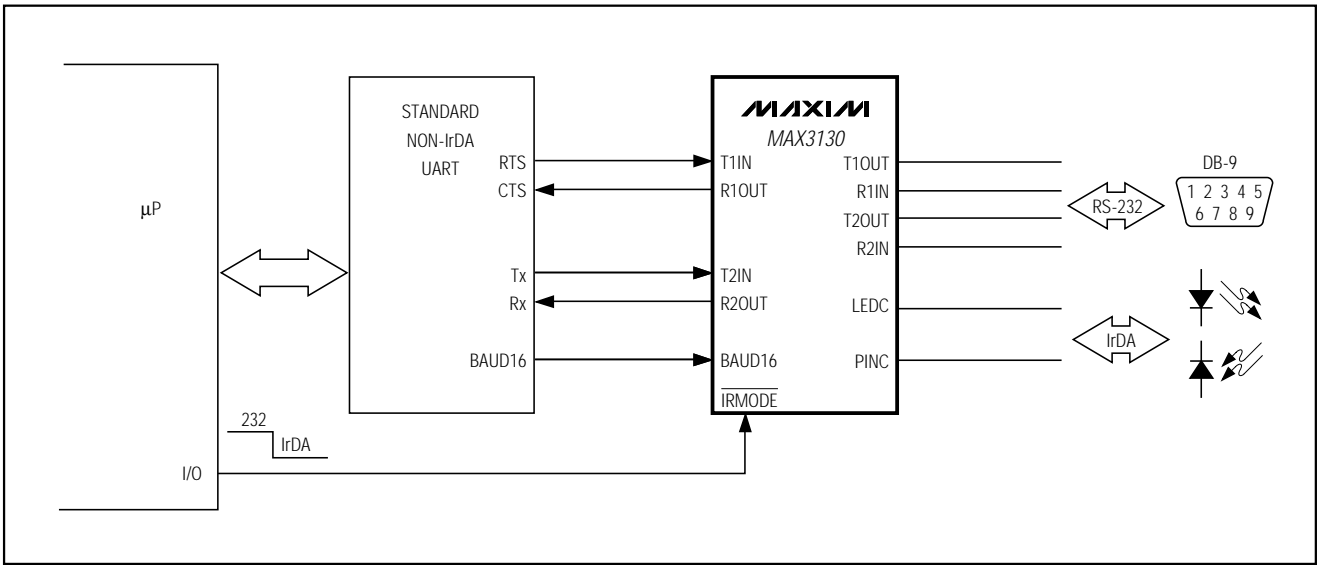 μP
I/O
232
IrDA
STANDARD
NON-IrDA
UART
RTS
CTS
Tx
Rx
BAUD16
MAXIM
MAX3130
T1IN
R1OUT
T2IN
R2OUT
BAUD16
IRMODE
T1OUT
R1IN
T2OUT
R2IN
LEDC
PINC
RS-232
IrDA
DB-9
1 2 3 4 5
6 7 8 9